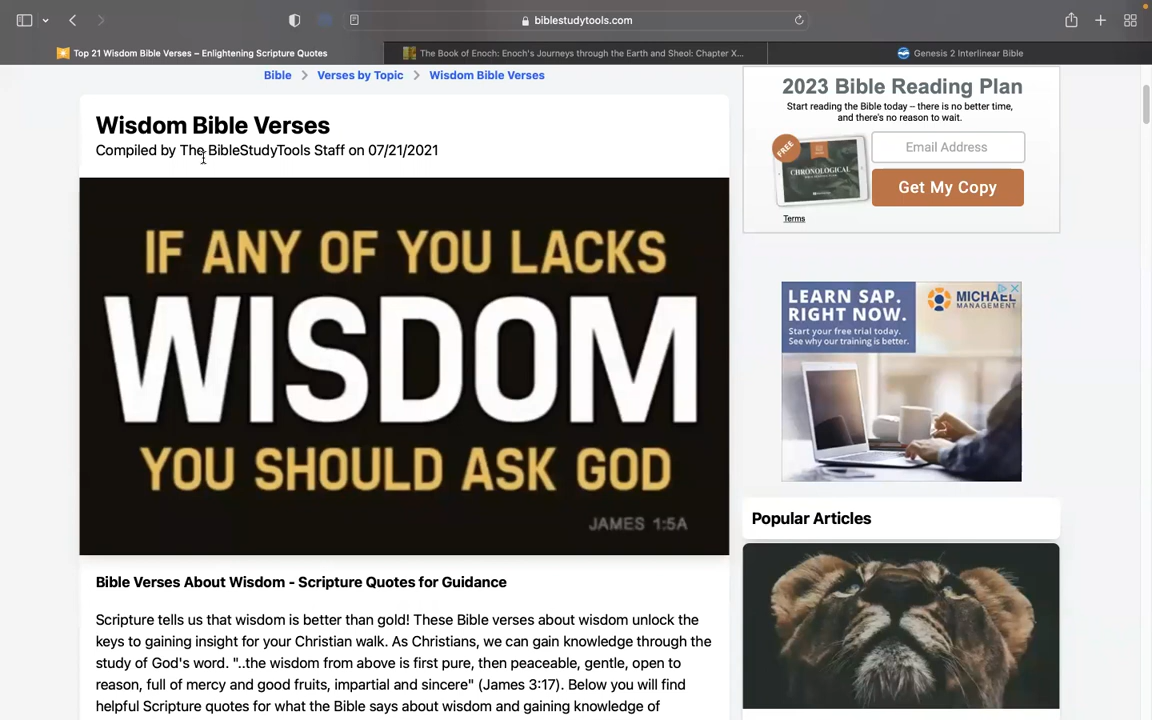 biblestudytools.com
Top 21 Wisdom Bible Verses – Enlightening Scripture Quotes
The Book of Enoch: Enoch's Journeys through the Earth and Sheol: Chapter X...
Genesis 2 Interlinear Bible
Bible > Verses by Topic > Wisdom Bible Verses
Wisdom Bible Verses
Compiled by The BibleStudyTools Staff on 07/21/2021
IF ANY OF YOU LACKS
WISDOM
YOU SHOULD ASK GOD
JAMES 1:5A
Bible Verses About Wisdom - Scripture Quotes for Guidance
Scripture tells us that wisdom is better than gold! These Bible verses about wisdom unlock the
keys to gaining insight for your Christian walk. As Christians, we can gain knowledge through the
study of God's word. "..the wisdom from above is first pure, then peaceable, gentle, open to
reason, full of mercy and good fruits, impartial and sincere" (James 3:17). Below you will find
helpful Scripture quotes for what the Bible says about wisdom and gaining knowledge of
2023 Bible Reading Plan
Start reading the Bible today – there is no better time,
and there's no reason to wait.
FREE
CHRONOLOGICAL
Email Address
Get My Copy
Terms
LEARN SAP.
RIGHT NOW.
Start your free trial today.
See why our training is better.
MICHAEL
MANAGEMENT
Popular Articles